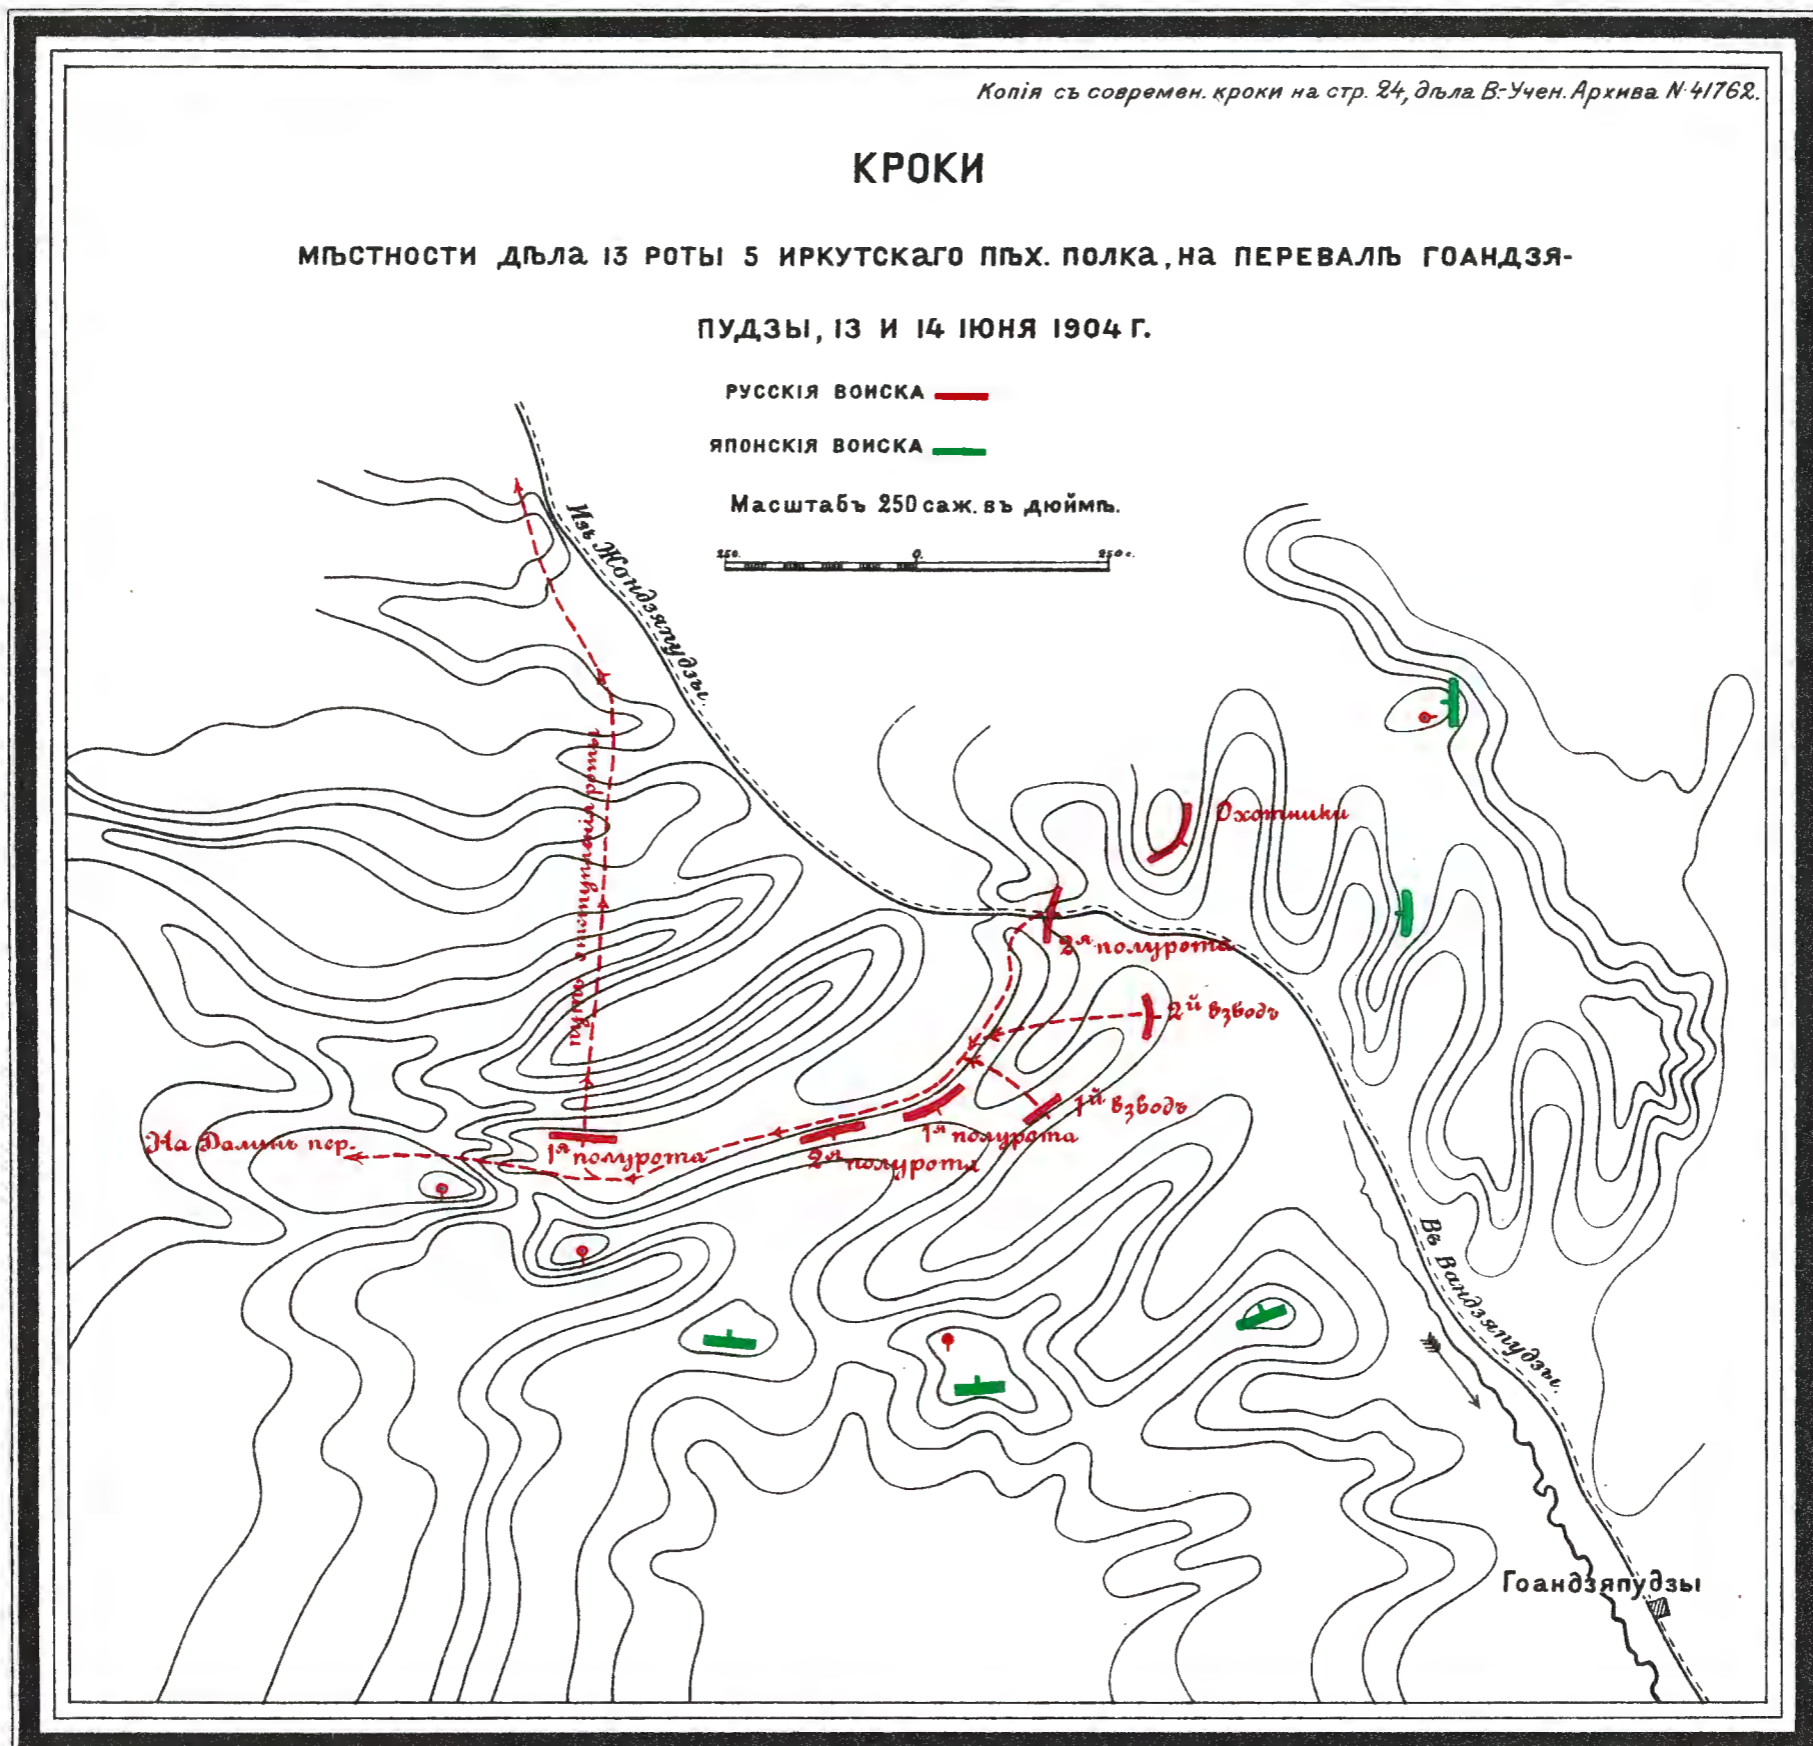 Копія съ современ. кроки на стр. 24, дѣла В.-Учен. Архива N 41762.
КРОКИ
МѢСТНОСТИ ДѢЛА 13 РОТЫ 5 ИРКУТСКАГО ПѢХ. ПОЛКА, НА ПЕРЕВАЛѢ ГОАНДЗЯ-
ПУДЗЫ, 13 И 14 ІЮНЯ 1904 Г.
РУССКІЯ ВОИСКА
ЯПОНСКІЯ ВОИСКА
Масштабъ 250 саж. въ дюймѣ.
250. 0. 250 с.
Изъ Жондзяпудзы.
Охотники
путь отступленія роты
2я полурота
2й взводъ
1й взводъ
1я полурота
2я полурота
1я полурота
На Далинь пер.
Въ Вандзяпудзы.
Гоандзяпудзы